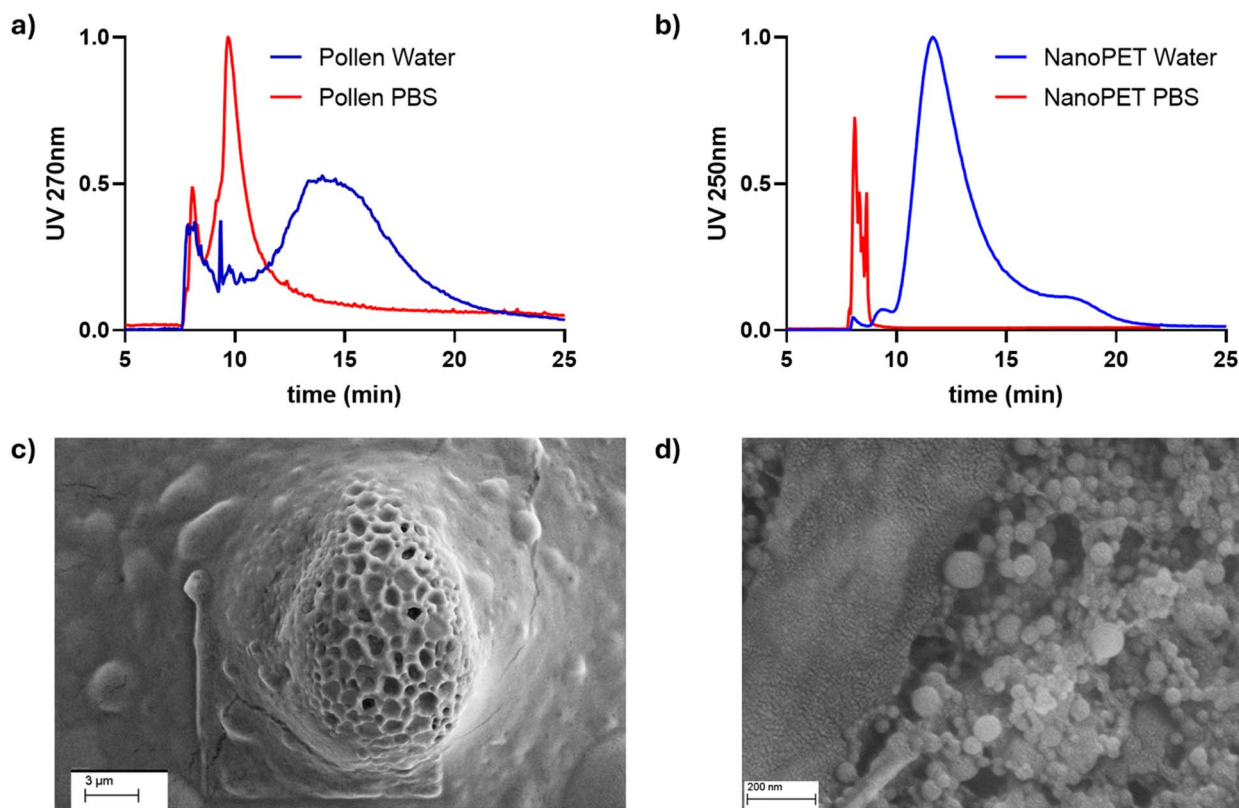 a)
UV 270nm
1.0
0.5
0.0
Pollen Water
Pollen PBS
5 10 15 20 25
time (min)
b)
UV 250nm
1.0
0.5
0.0
NanoPET Water
NanoPET PBS
5 10 15 20 25
time (min)
c)
3 µm
d)
200 nm